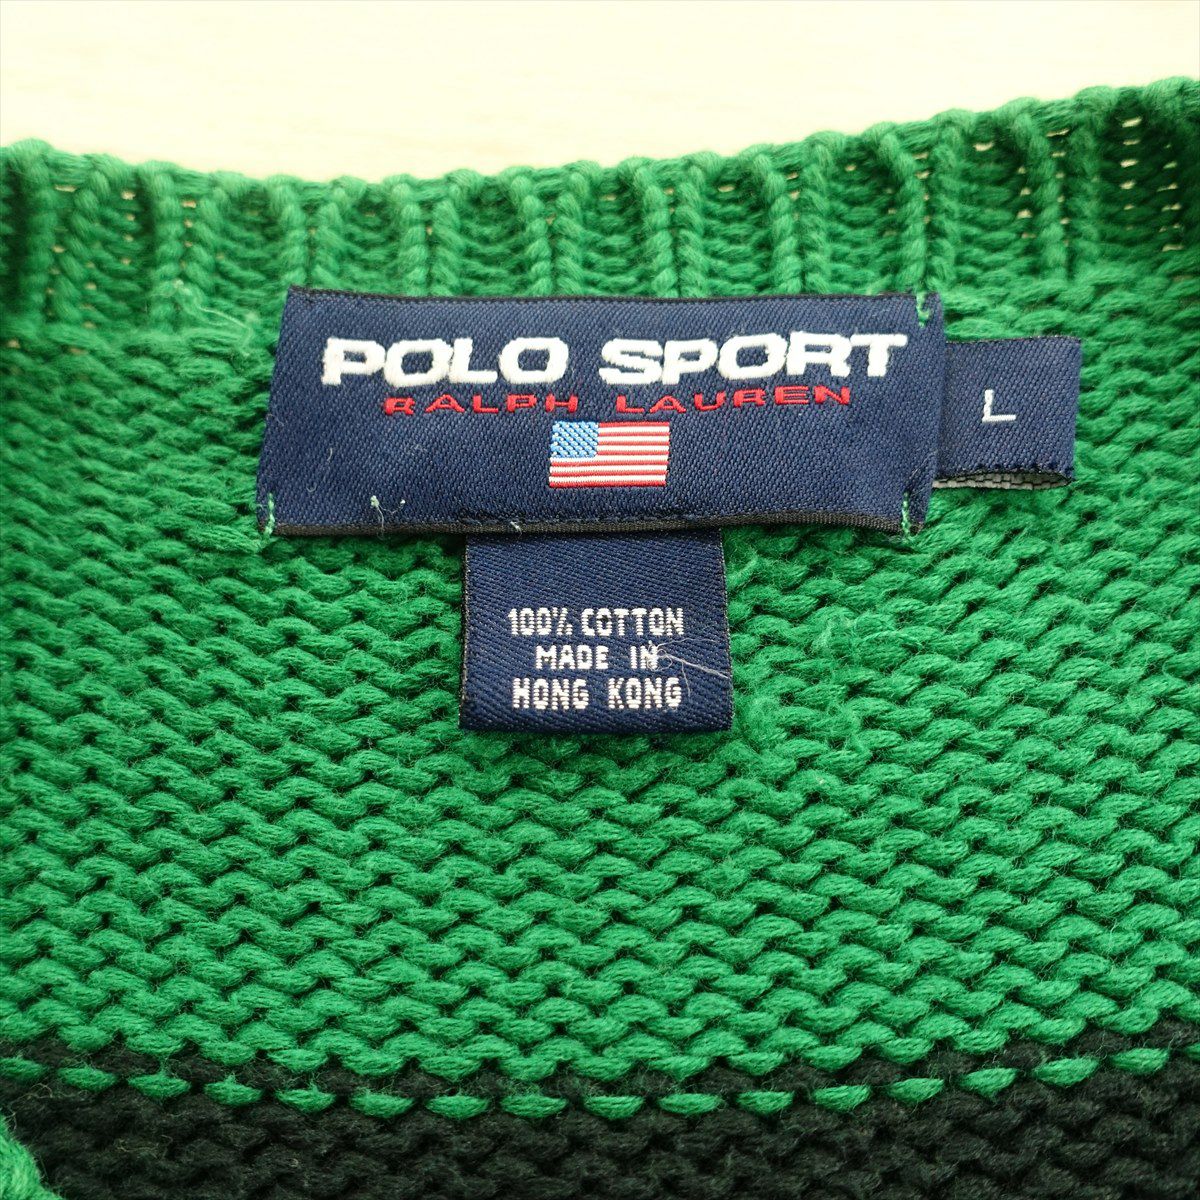 POLO SPORT
RALPH LAUREN
L
100% COTTON
MADE IN
HONG KONG